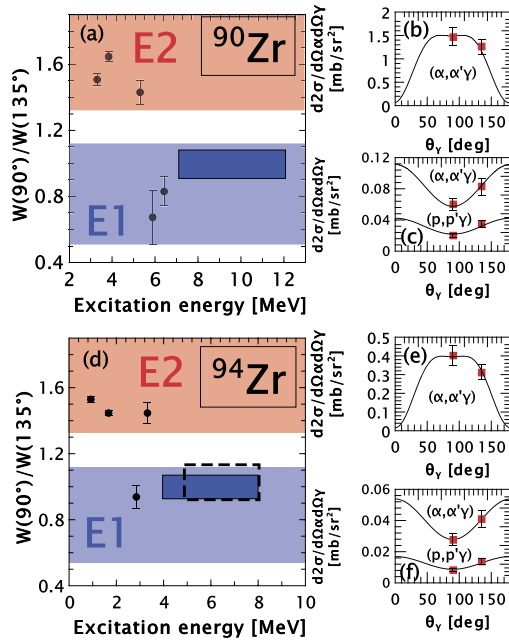 (a)
E2
90Zr
E1
W(90°)/W(135°)
1.6
1.2
0.8
0.4
2 4 6 8 10 12
Excitation energy [MeV]
(b)
(α,α'γ)
d2σ/dΩαdΩγ
[mb/sr²]
2
1.5
1
0.5
0
0 50 100 150
θγ [deg]
(α,α'γ)
(p,p'γ)
(c)
d2σ/dΩαdΩγ
[mb/sr²]
0.12
0.08
0.04
0
0 50 100 150
θγ [deg]
(d)
E2
94Zr
E1
W(90°)/W(135°)
1.6
1.2
0.8
0.4
0 2 4 6 8 10
Excitation energy [MeV]
(e)
(α,α'γ)
d2σ/dΩαdΩγ
[mb/sr²]
0.5
0.4
0.3
0.2
0.1
0
0 50 100 150
θγ [deg]
(α,α'γ)
(p,p'γ)
(f)
d2σ/dΩαdΩγ
[mb/sr²]
0.06
0.04
0.02
0
0 50 100 150
θγ [deg]